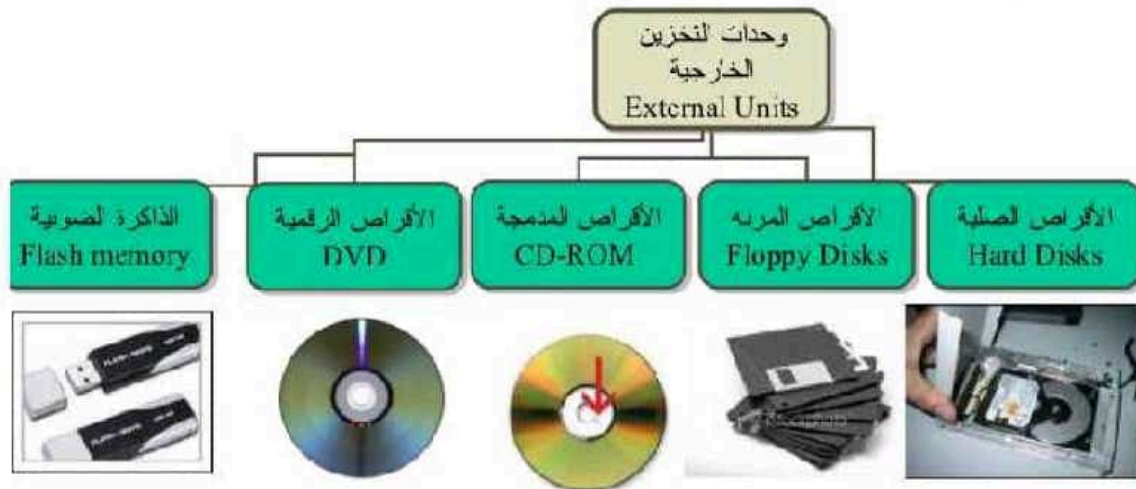 وحدات التخزين
الخارجية
External Units
الأقراص الصلبة
Hard Disks
الأقراص المرنه
Floppy Disks
الأقراص المدمجة
CD-ROM
الأقراص الرقمية
DVD
الذاكرة الضوئية
Flash memory